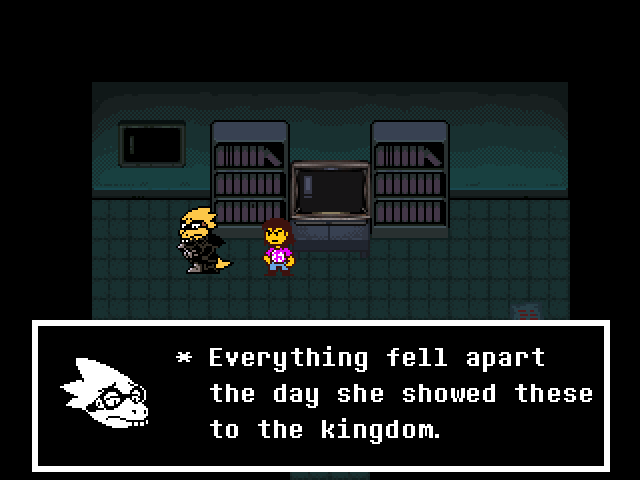 * Everything fell apart
the day she showed these
to the kingdom.